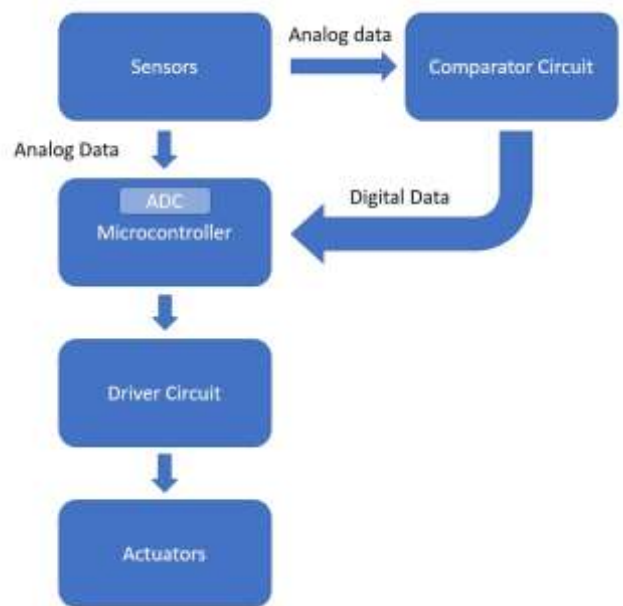 Analog data
Sensors
Comparator Circuit
Analog Data
ADC
Digital Data
Microcontroller
Driver Circuit
Actuators